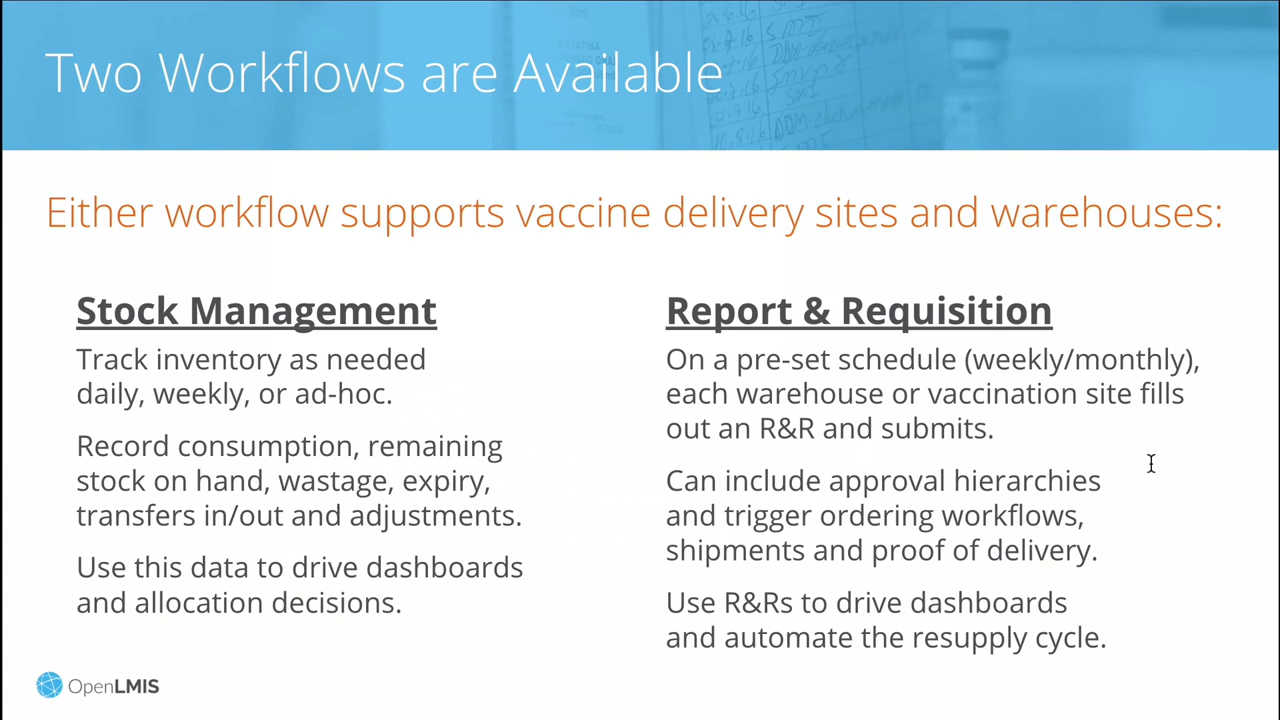 Two Workflows are Available
Either workflow supports vaccine delivery sites and warehouses:
Stock Management
Track inventory as needed
daily, weekly, or ad-hoc.
Record consumption, remaining
stock on hand, wastage, expiry,
transfers in/out and adjustments.
Use this data to drive dashboards
and allocation decisions.
Report & Requisition
On a pre-set schedule (weekly/monthly),
each warehouse or vaccination site fills
out an R&R and submits.
Can include approval hierarchies
and trigger ordering workflows,
shipments and proof of delivery.
Use R&Rs to drive dashboards
and automate the resupply cycle.
OpenLMIS